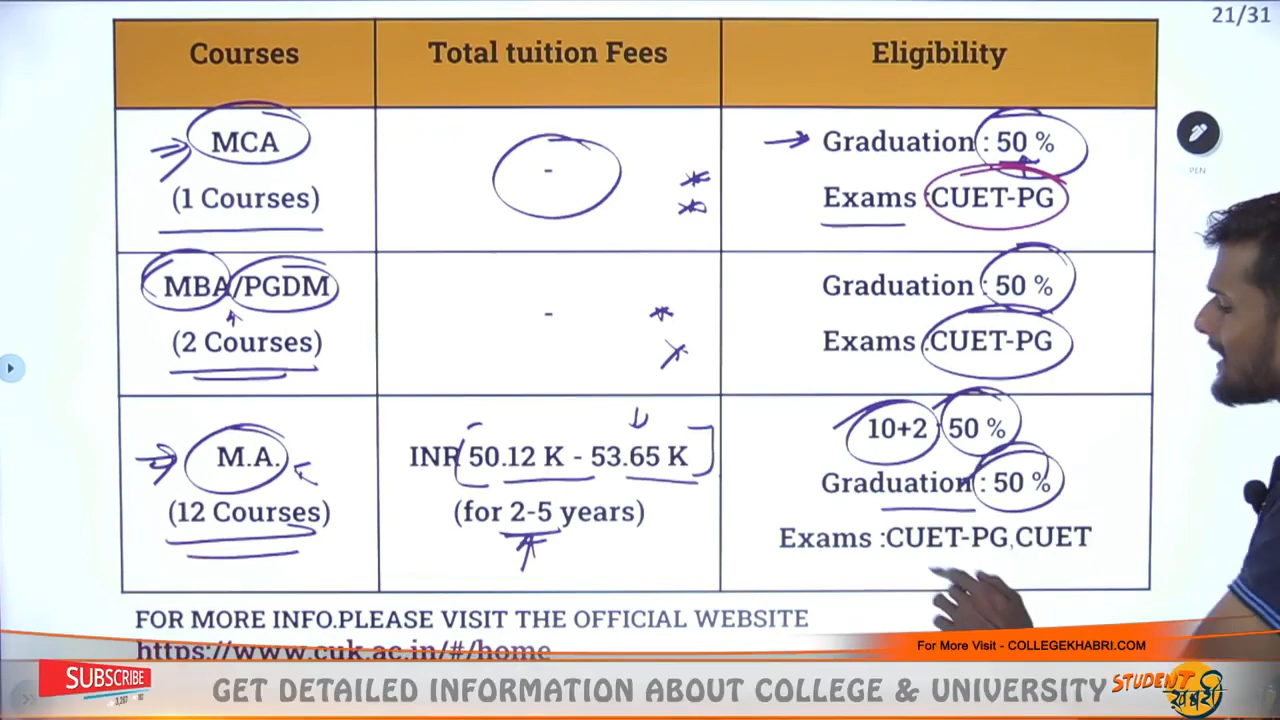 21/31
Courses Total tuition Fees Eligibility
MCA
(1 Courses)
-
Graduation : 50 %
Exams :CUET-PG
PEN
MBA/PGDM
(2 Courses)
-
Graduation : 50 %
Exams :CUET-PG
M.A.
(12 Courses)
INR 50.12 K - 53.65 K
(for 2-5 years)
10+2 : 50 %
Graduation : 50 %
Exams :CUET-PG,CUET
FOR MORE INFO.PLEASE VISIT THE OFFICIAL WEBSITE
https://www.cuk.ac.in/#/home
For More Visit - COLLEGEKHABRI.COM
SUBSCRIBE
GET DETAILED INFORMATION ABOUT COLLEGE & UNIVERSITY
STUDENT
खबरी